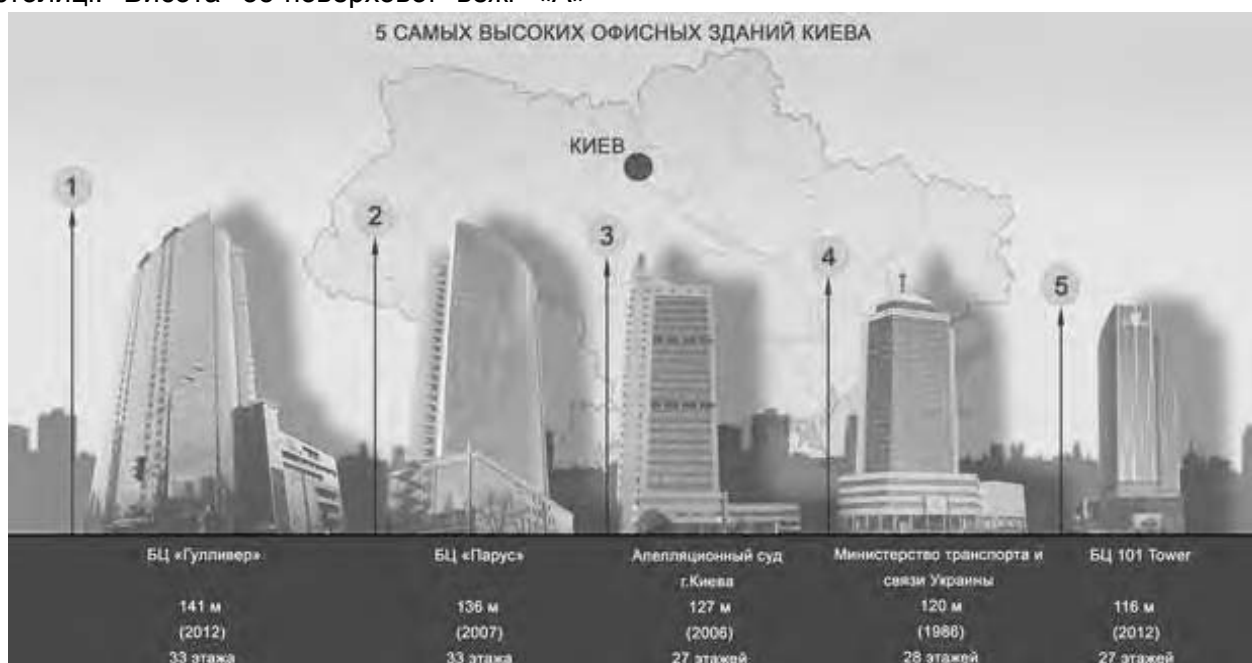 5 САМЫХ ВЫСОКИХ ОФИСНЫХ ЗДАНИЙ КИЕВА
КИЕВ
1
2
3
4
5
БЦ «Гулливер»
141 м
(2012)
33 этажа
БЦ «Парус»
136 м
(2007)
33 этажа
Апелляционный суд
г.Киева
127 м
(2006)
27 этажей
Министерство транспорта и
связи Украины
120 м
(1986)
28 этажей
БЦ 101 Tower
116 м
(2012)
27 этажей